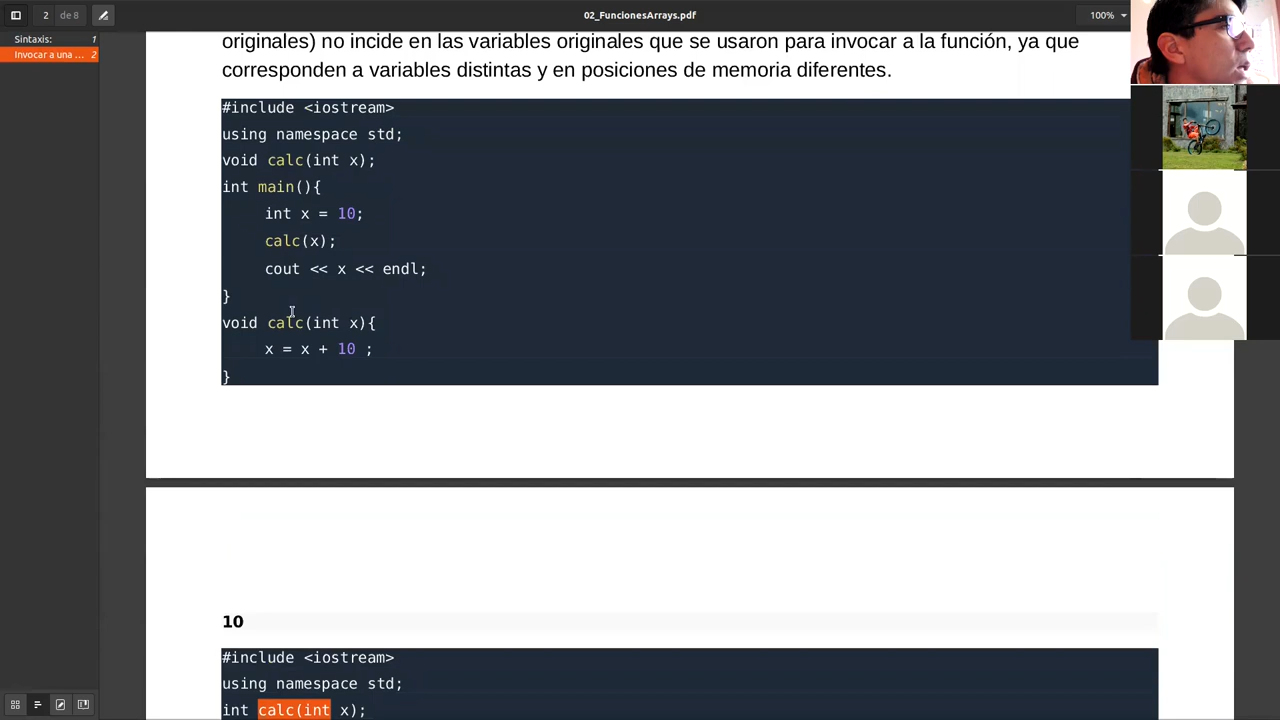 2 de 8
02_FuncionesArrays.pdf
100%
Sintaxis: 1
Invocar a una ... 2
originales) no incide en las variables originales que se usaron para invocar a la función, ya que
corresponden a variables distintas y en posiciones de memoria diferentes.
#include <iostream>
using namespace std;
void calc(int x);
int main(){
int x = 10;
calc(x);
cout << x << endl;
}
void calc(int x){
x = x + 10 ;
}
10
#include <iostream>
using namespace std;
int calc(int x);